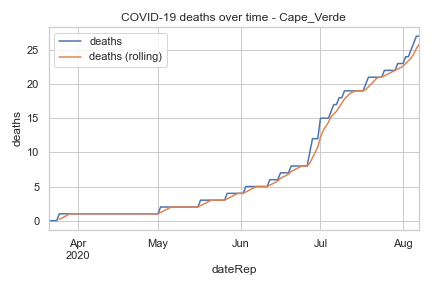 COVID-19 deaths over time - Cape_Verde
deaths
deaths (rolling)
deaths
25
20
15
10
5
0
Apr
2020
May
Jun
Jul
Aug
dateRep